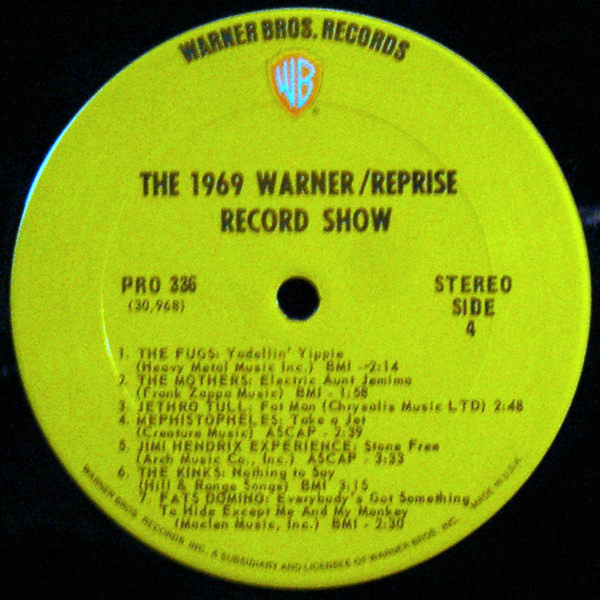 WARNER BROS. RECORDS
WB
®
THE 1969 WARNER/REPRISE
RECORD SHOW
PRO 336
(30,968)
STEREO
SIDE
4
1. THE FUGS: Yodellin' Yippie
(Heavy Metal Music Inc.) BMI - 2:14
2. THE MOTHERS: Electric Aunt Jemima
(Frank Zappa Music) BMI - 1:58
3. JETHRO TULL: Fat Man (Chrysalis Music LTD) 2:48
4. MEPHISTOPHELES: Take a Jet
(Creature Music) ASCAP - 2:39
5. JIMI HENDRIX EXPERIENCE: Stone Free
(Arch Music Co., Inc.) ASCAP - 3:33
6. THE KINKS: Nothing to Say
(Hill & Range Songs) BMI 3:15
7. FATS DOMINO: Everybody's Got Something
To Hide Except Me And My Monkey
(Maclen Music, Inc.) BMI - 2:30
WARNER BROS. RECORDS INC. A SUBSIDIARY AND LICENSEE OF WARNER BROS. INC. MADE IN U.S.A.